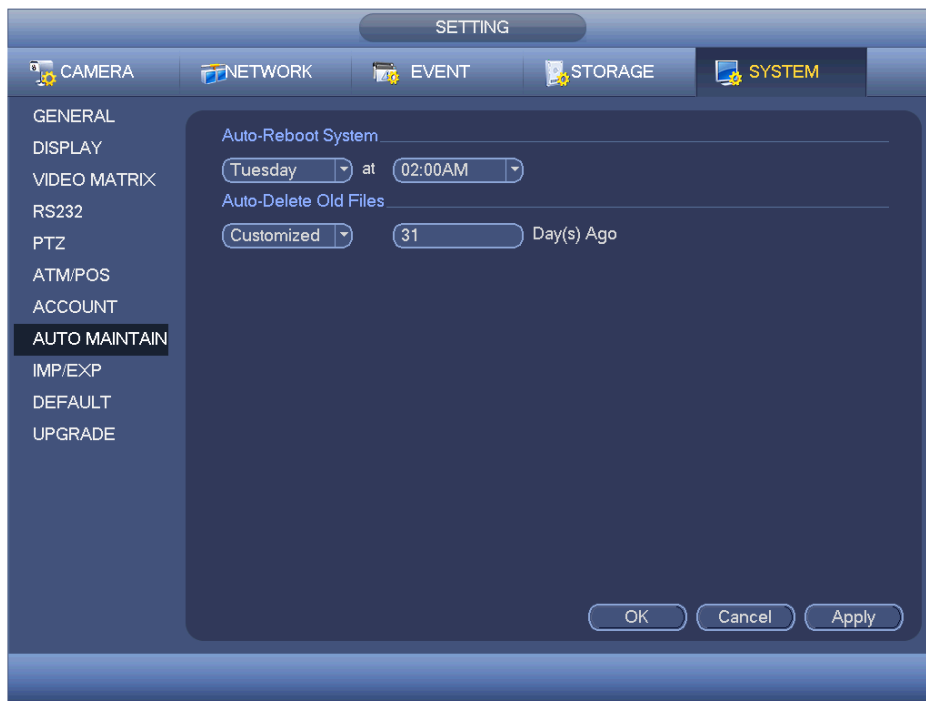 SETTING
CAMERA NETWORK EVENT STORAGE SYSTEM
GENERAL
DISPLAY
VIDEO MATRIX
RS232
PTZ
ATM/POS
ACCOUNT
AUTO MAINTAIN
IMP/EXP
DEFAULT
UPGRADE
Auto-Reboot System
Tuesday at 02:00AM
Auto-Delete Old Files
Customized 31 Day(s) Ago
OK Cancel Apply